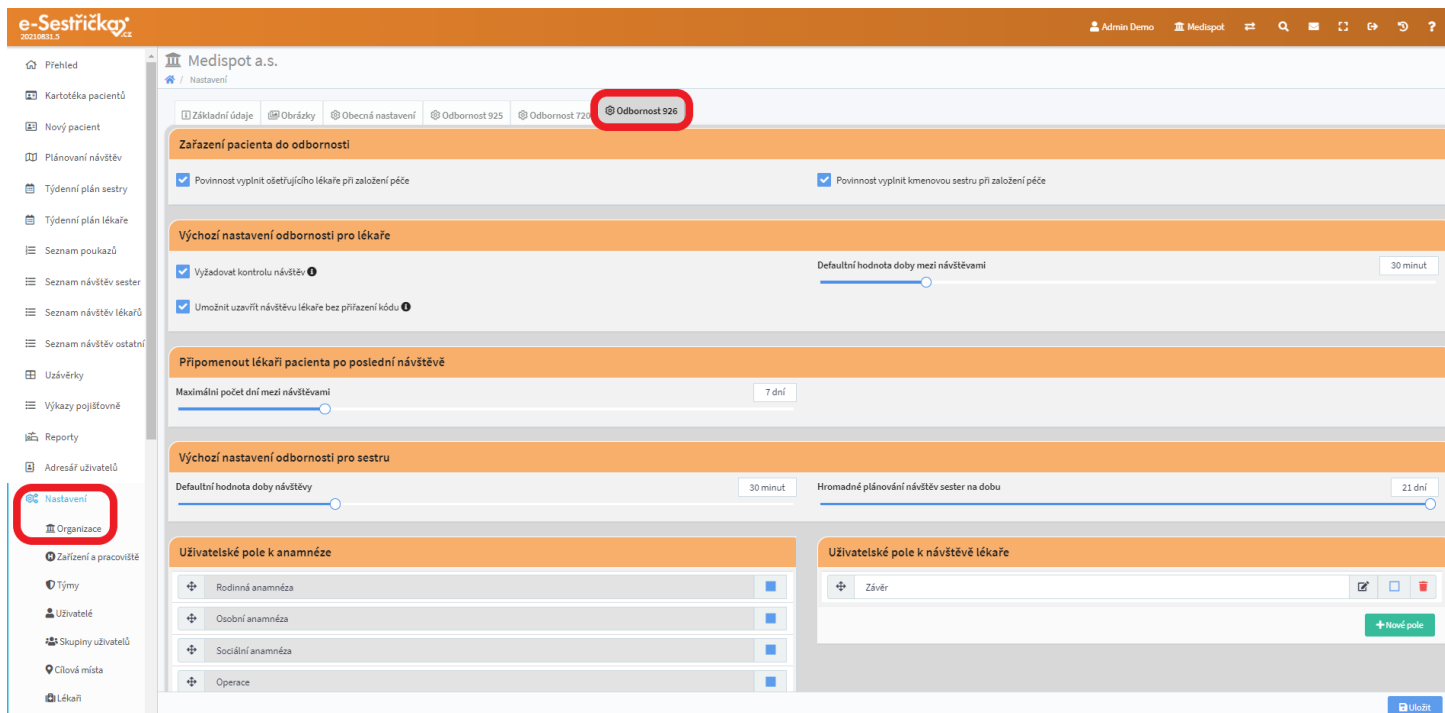 e-Sestřička.cz
20210831.5
Admin Demo
Medispot
Přehled
Kartotéka pacientů
Nový pacient
Plánovaní návštěv
Týdenní plán sestry
Týdenní plán lékaře
Seznam poukazů
Seznam návštěv sester
Seznam návštěv lékařů
Seznam návštěv ostatní
Uzávěrky
Výkazy pojišťovně
Reporty
Adresář uživatelů
Nastavení
Organizace
Zařízení a pracoviště
Týmy
Uživatelé
Skupiny uživatelů
Cílová místa
Lékaři
Medispot a.s.
/ Nastavení
Základní údaje
Obrázky
Obecná nastavení
Odbornost 925
Odbornost 720
Odbornost 926
Zařazení pacienta do odbornosti
Povinnost vyplnit ošetřujícího lékaře při založení péče
Povinnost vyplnit kmenovou sestru při založení péče
Výchozí nastavení odbornosti pro lékaře
Vyžadovat kontrolu návštěv
Defaultní hodnota doby mezi návštěvami
30 minut
Umožnit uzavřít návštěvu lékaře bez přiřazení kódu
Připomenout lékaři pacienta po poslední návštěvě
Maximálni počet dní mezi návštěvami
7 dní
Výchozí nastavení odbornosti pro sestru
Defaultní hodnota doby návštěvy
30 minut
Hromadné plánování návštěv sester na dobu
21 dní
Uživatelské pole k anamnéze
Rodinná anamnéza
Osobní anamnéza
Sociální anamnéza
Operace
Uživatelské pole k návštěvě lékaře
Závěr
+ Nové pole
Uložit